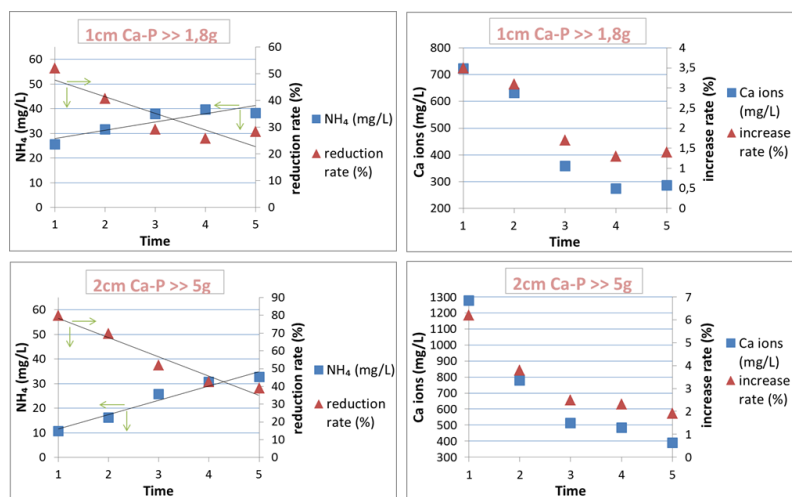 1cm Ca-P >> 1,8g
NH₄ (mg/L)
60
50
40
30
20
10
0
60
50
40
30
20
10
0
reduction rate (%)
1 2 3 4 5
Time
NH₄ (mg/L)
reduction
rate (%)
1cm Ca-P >> 1,8g
Ca ions (mg/L)
800
700
600
500
400
300
200
4
3,5
3
2,5
2
1,5
1
0,5
0
increase rate (%)
1 2 3 4 5
Time
Ca ions
(mg/L)
increase
rate (%)
2cm Ca-P >> 5g
NH₄ (mg/L)
60
50
40
30
20
10
0
90
80
70
60
50
40
30
20
10
0
reduction rate (%)
1 2 3 4 5
Time
NH₄ (mg/L)
reduction
rate (%)
2cm Ca-P >> 5g
Ca ions (mg/L)
1300
1200
1100
1000
900
800
700
600
500
400
300
7
6
5
4
3
2
1
0
increase rate (%)
1 2 3 4 5
Time
Ca ions
(mg/L)
increase
rate (%)